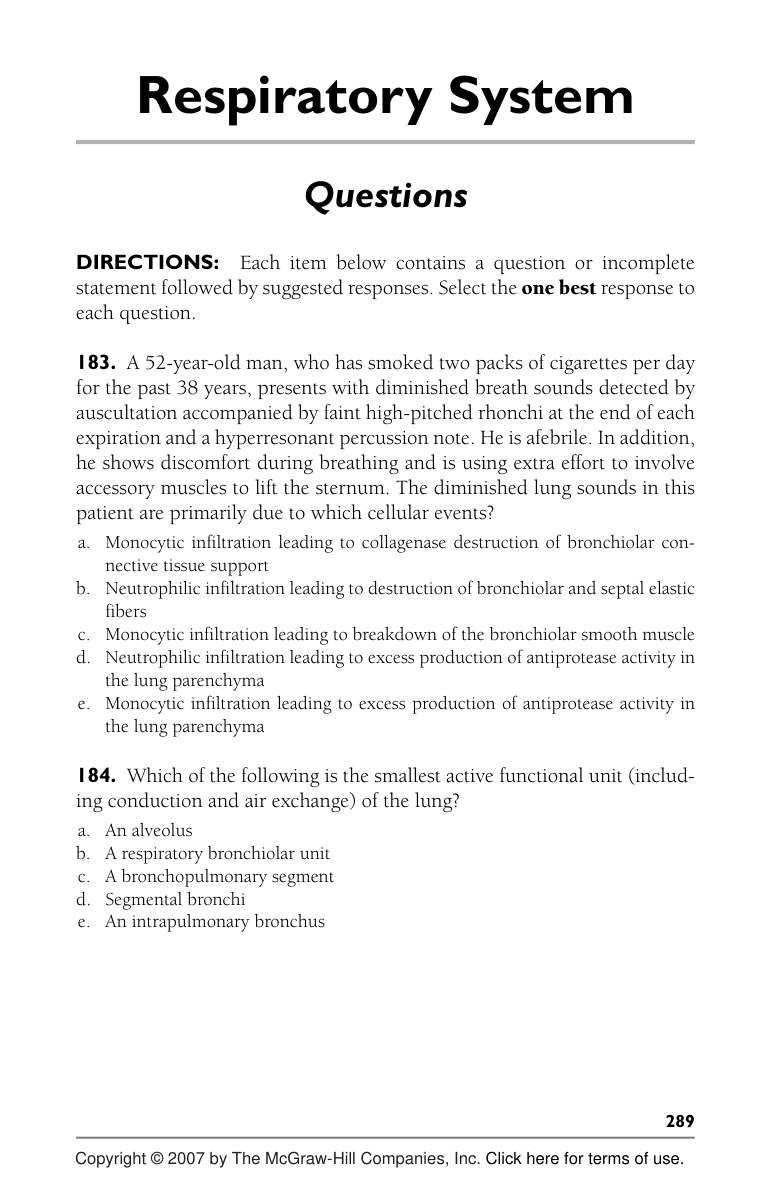 Respiratory System
Questions
DIRECTIONS: Each item below contains a question or incomplete
statement followed by suggested responses. Select the one best response to
each question.
183. A 52-year-old man, who has smoked two packs of cigarettes per day
for the past 38 years, presents with diminished breath sounds detected by
auscultation accompanied by faint high-pitched rhonchi at the end of each
expiration and a hyperresonant percussion note. He is afebrile. In addition,
he shows discomfort during breathing and is using extra effort to involve
accessory muscles to lift the sternum. The diminished lung sounds in this
patient are primarily due to which cellular events?
a. Monocytic infiltration leading to collagenase destruction of bronchiolar con-
nective tissue support
b. Neutrophilic infiltration leading to destruction of bronchiolar and septal elastic
fibers
c. Monocytic infiltration leading to breakdown of the bronchiolar smooth muscle
d. Neutrophilic infiltration leading to excess production of antiprotease activity in
the lung parenchyma
e. Monocytic infiltration leading to excess production of antiprotease activity in
the lung parenchyma
184. Which of the following is the smallest active functional unit (includ-
ing conduction and air exchange) of the lung?
a. An alveolus
b. A respiratory bronchiolar unit
c. A bronchopulmonary segment
d. Segmental bronchi
e. An intrapulmonary bronchus
289
Copyright © 2007 by The McGraw-Hill Companies, Inc. Click here for terms of use.